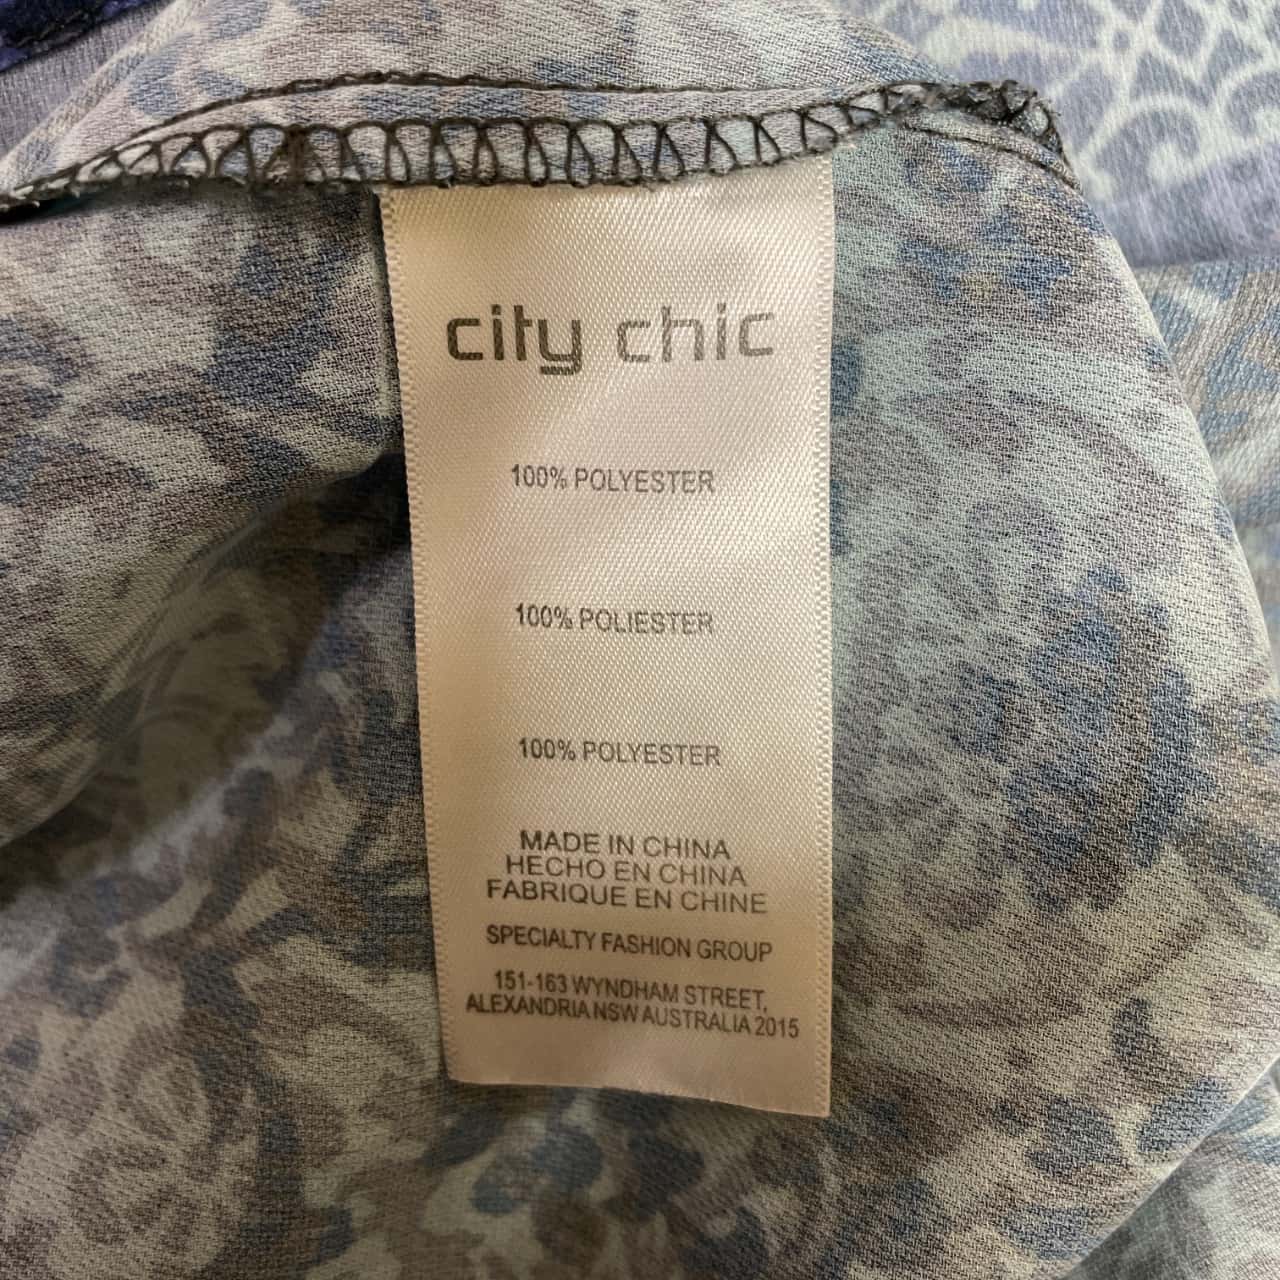 city chic
100% POLYESTER
100% POLIESTER
100% POLYESTER
MADE IN CHINA
HECHO EN CHINA
FABRIQUE EN CHINE
SPECIALTY FASHION GROUP
151-163 WYNDHAM STREET,
ALEXANDRIA NSW AUSTRALIA 2015